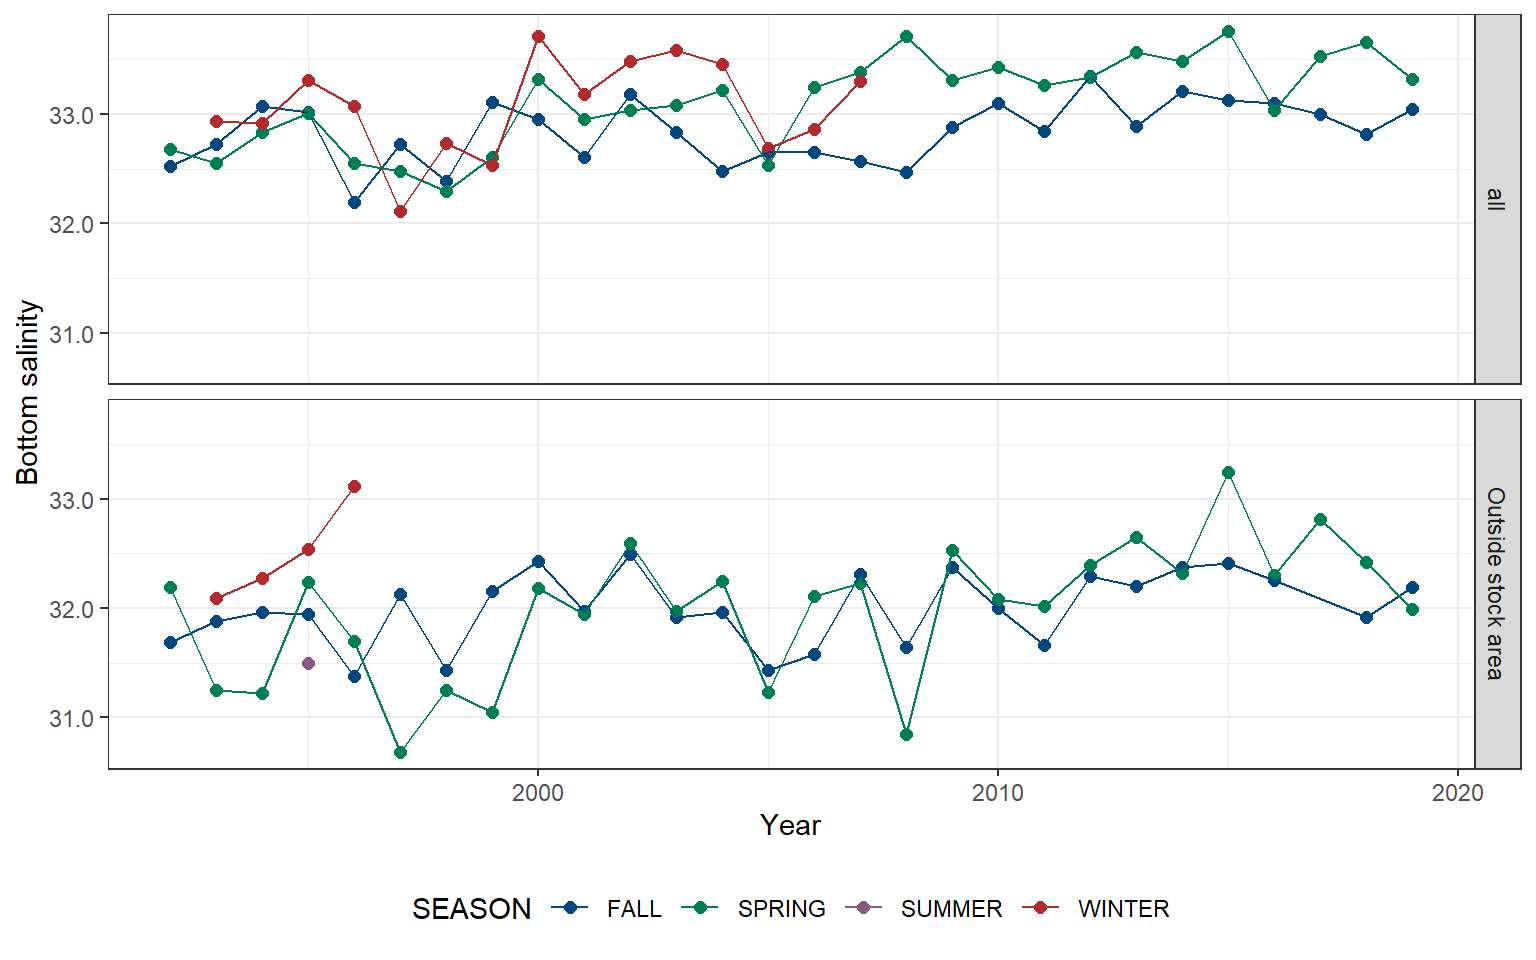 33.0
32.0
31.0
all
Bottom salinity
33.0
32.0
31.0
Outside stock area
2000 2010 2020
Year
SEASON FALL SPRING SUMMER WINTER